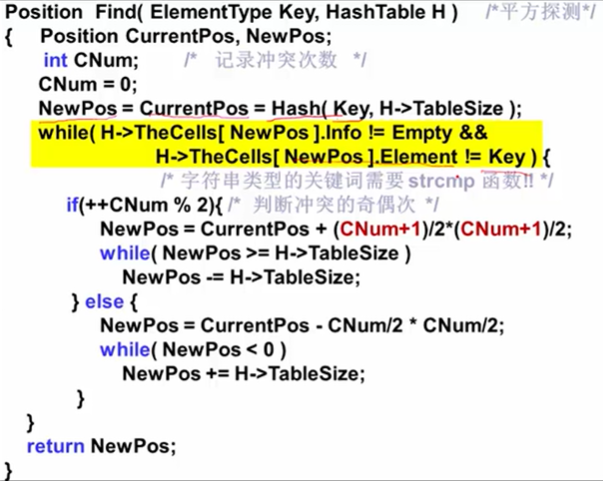 Position Find( ElementType Key, HashTable H ) /*平方探测*/
{ Position CurrentPos, NewPos;
int CNum; /* 记录冲突次数 */
CNum = 0;
NewPos = CurrentPos = Hash( Key, H->TableSize );
while( H->TheCells[ NewPos ].Info != Empty &&
H->TheCells[ NewPos ].Element != Key ) {
/* 字符串类型的关键词需要 strcmp 函数!! */
if(++CNum % 2){ /* 判断冲突的奇偶次 */
NewPos = CurrentPos + (CNum+1)/2*(CNum+1)/2;
while( NewPos >= H->TableSize )
NewPos -= H->TableSize;
} else {
NewPos = CurrentPos - CNum/2 * CNum/2;
while( NewPos < 0 )
NewPos += H->TableSize;
}
}
return NewPos;
}